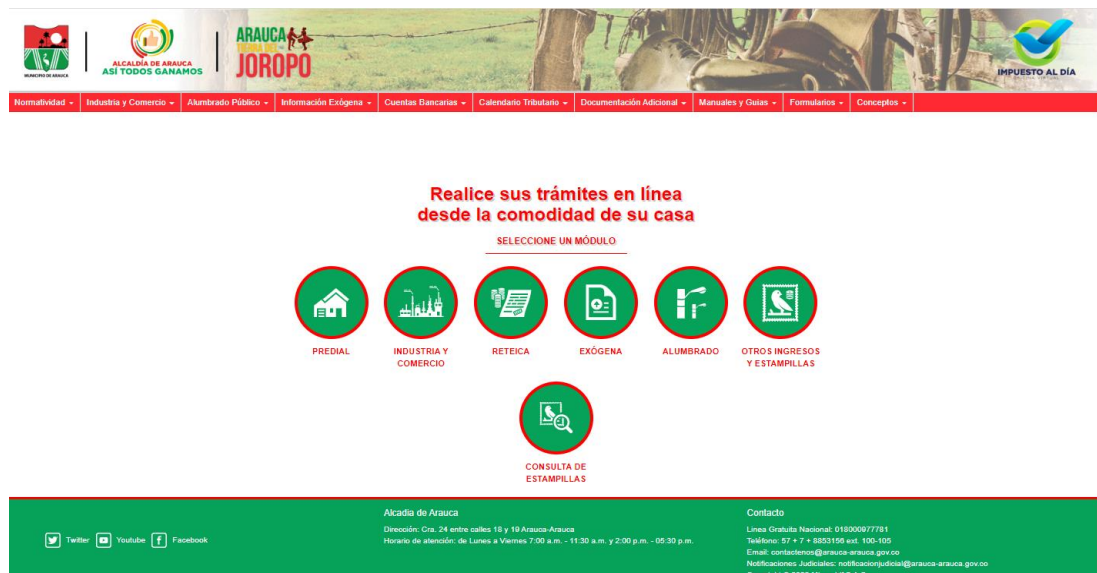 MUNICIPIO DE ARAUCA
ALCALDÍA DE ARAUCA
ASÍ TODOS GANAMOS
ARAUCA
TIERRA DEL
JOROPO
IMPUESTO AL DÍA
Normatividad
Industria y Comercio
Alumbrado Público
Información Exógena
Cuentas Bancarias
Calendario Tributario
Documentación Adicional
Manuales y Guias
Formularios
Conceptos
Realice sus trámites en línea
desde la comodidad de su casa
SELECCIONE UN MÓDULO
PREDIAL
INDUSTRIA Y
COMERCIO
RETEICA
EXÓGENA
ALUMBRADO
OTROS INGRESOS
Y ESTAMPILLAS
CONSULTA DE
ESTAMPILLAS
Twitter
Youtube
Facebook
Alcadia de Arauca
Dirección: Cra. 24 entre calles 18 y 19 Arauca-Arauca
Horario de atención: de Lunes a Viernes 7:00 a.m. - 11:30 a.m. y 2:00 p.m. - 05:30 p.m.
Contacto
Linea Gratuita Nacional: 018000977781
Teléfono: 57 + 7 + 8853156 ext. 100-105
Email: contactenos@arauca-arauca.gov.co
Notificaciones Judiciales: notificacionjudicial@arauca-arauca.gov.co